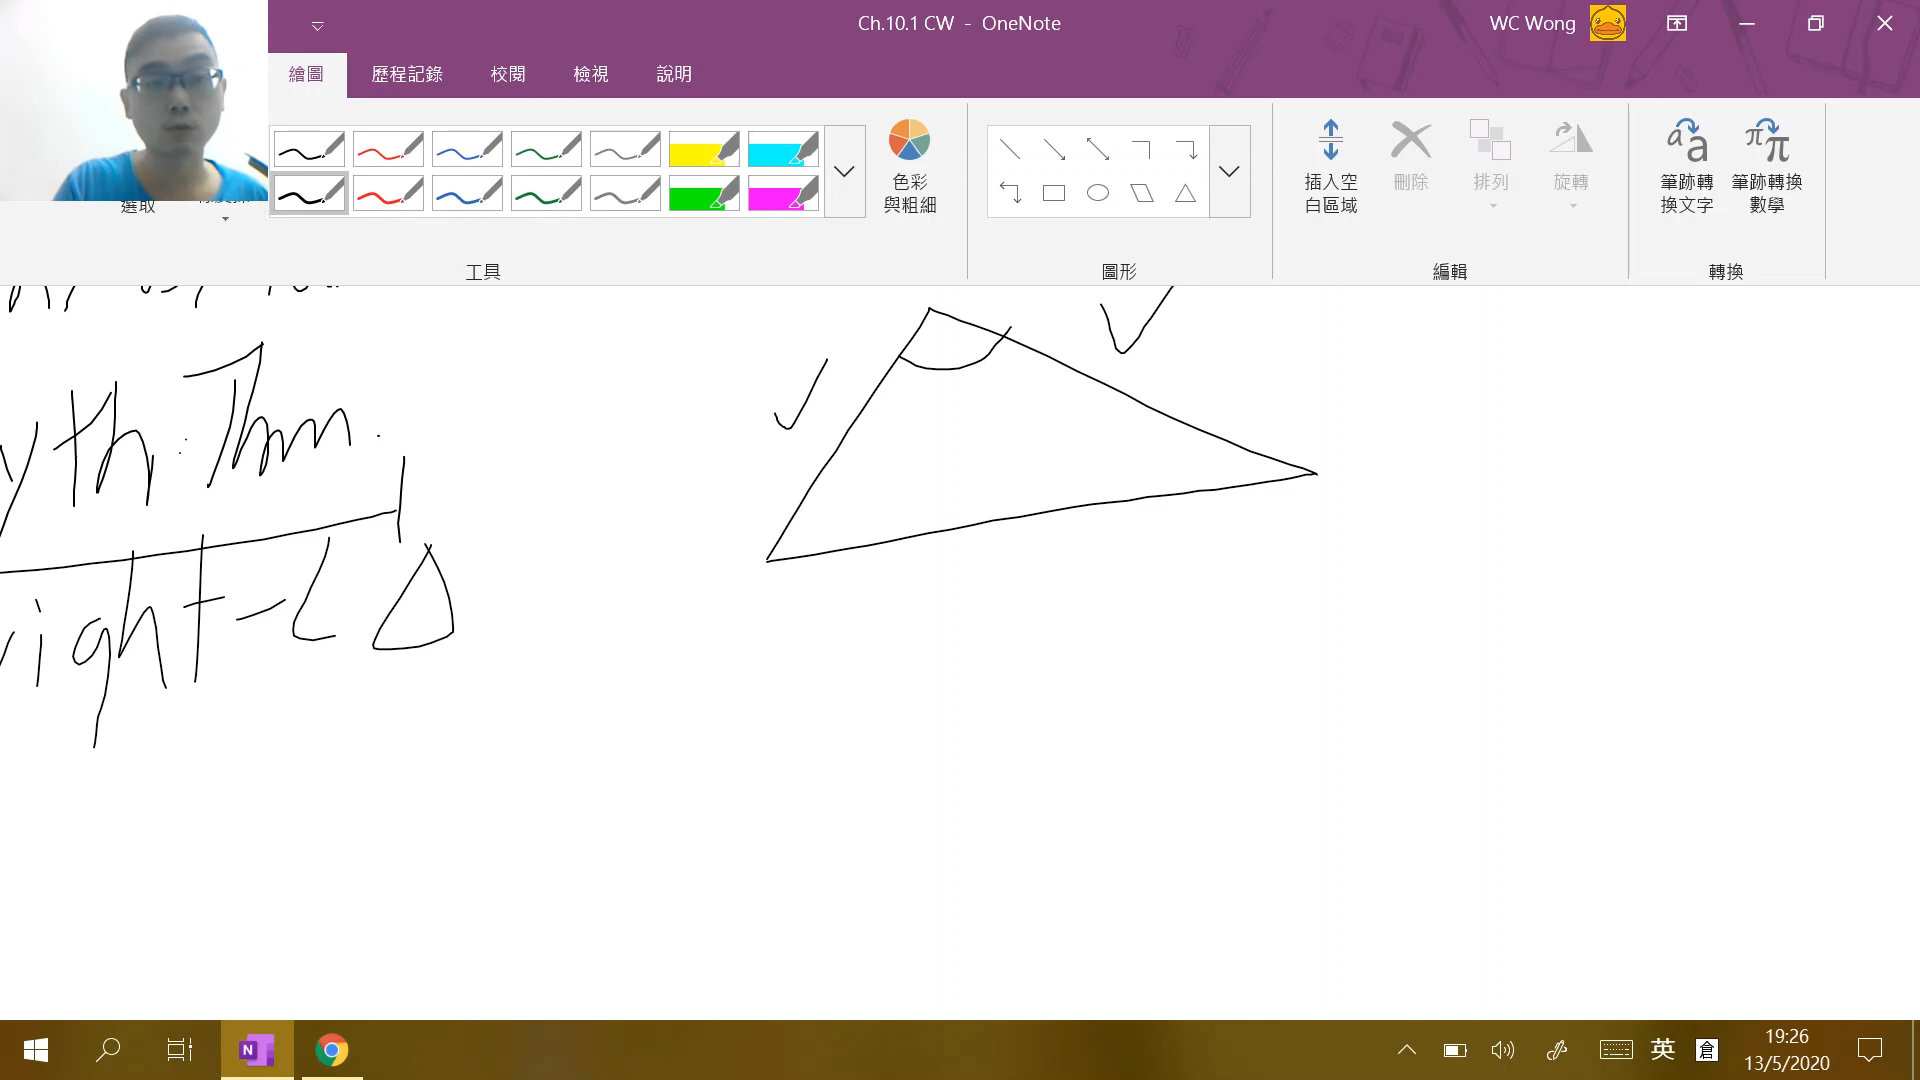 Ch.10.1 CW - OneNote
WC Wong
繪圖 歷程記錄 校閱 檢視 說明
選取
色彩
與粗細
插入空
白區域
刪除
排列
旋轉
筆跡轉
換文字
筆跡轉換
數學
工具
圖形
編輯
轉換
yth. Thm.
right-∠ Δ
英
倉
19:26
13/5/2020